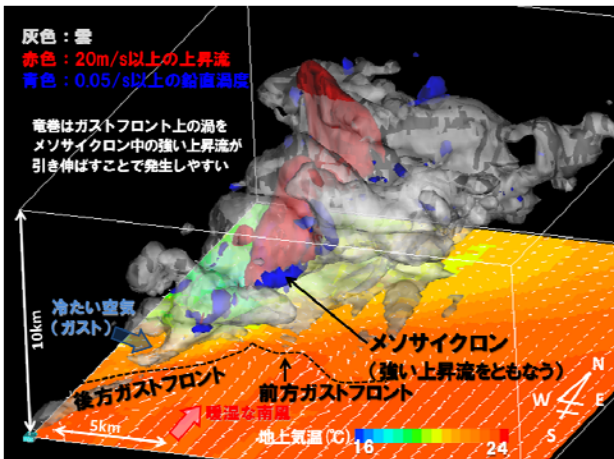 灰色：雲
赤色：20m/s以上の上昇流
青色：0.05/s以上の鉛直渦度
竜巻はガストフロント上の渦を
メソサイクロン中の強い上昇流が
引き伸ばすことで発生しやすい
10km
冷たい空気
（ガスト）
メソサイクロン
（強い上昇流をともなう）
後方ガストフロント
前方ガストフロント
N
W
E
S
5km
暖湿な南風
地上気温（℃）
16
24